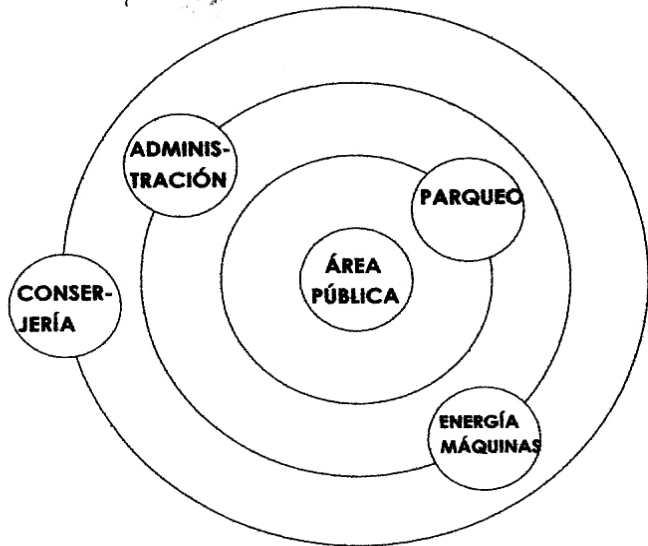 ADMINIS-
TRACIÓN
PARQUEO
ÁREA
PÚBLICA
CONSER-
JERÍA
ENERGÍA
MÁQUINAS